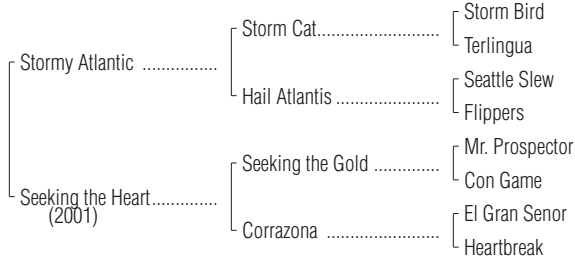 Storm Bird
Storm Cat..............................
Terlingua
Stormy Atlantic ................
Seattle Slew
Hail Atlantis .........................
Flippers
Mr. Prospector
Seeking the Gold ................
Con Game
Seeking the Heart...............
(2001)
El Gran Senor
Corrazona ...........................
Heartbreak